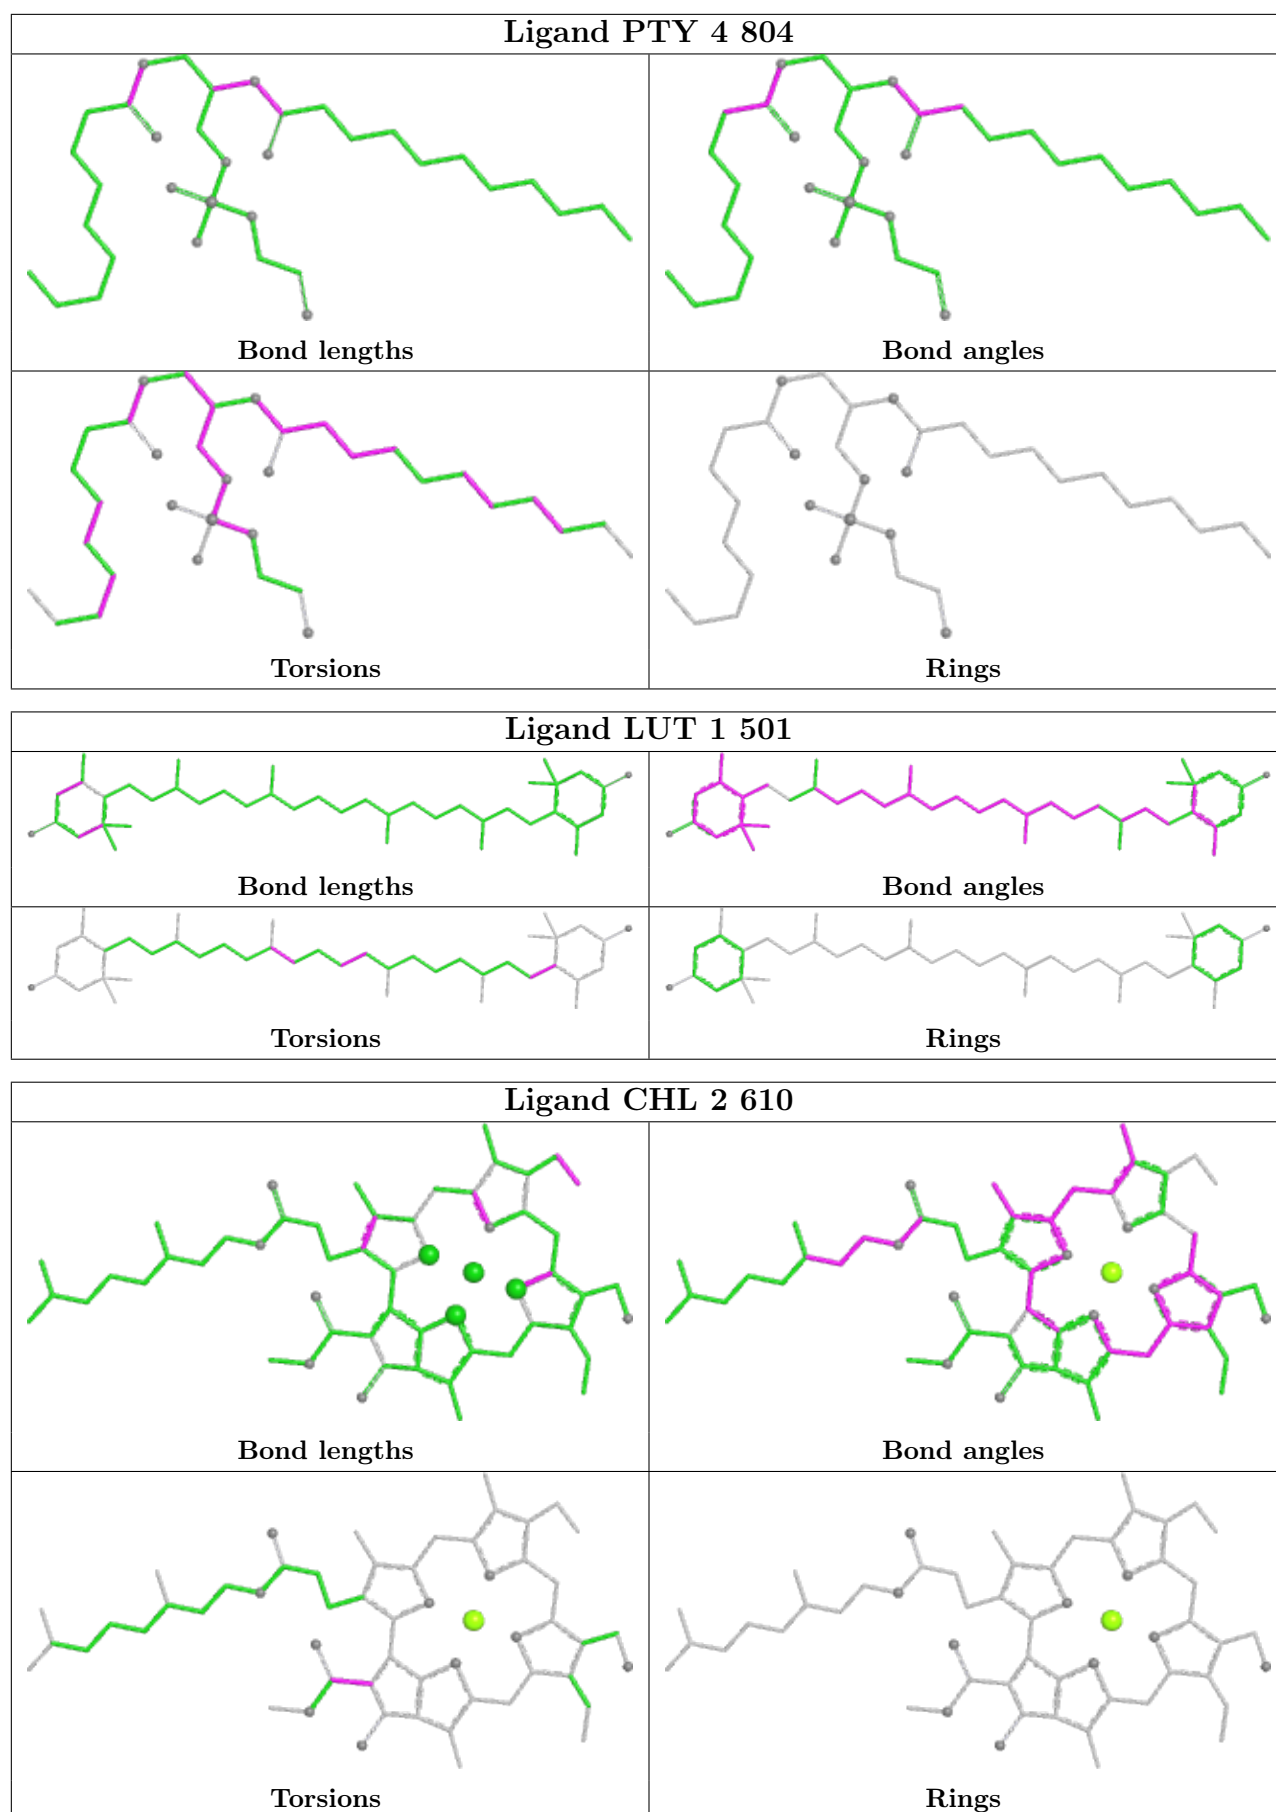 Ligand PTY 4 804
Bond lengths
Bond angles
Torsions
Rings
Ligand LUT 1 501
Bond lengths
Bond angles
Torsions
Rings
Ligand CHL 2 610
Bond lengths
Bond angles
Torsions
Rings